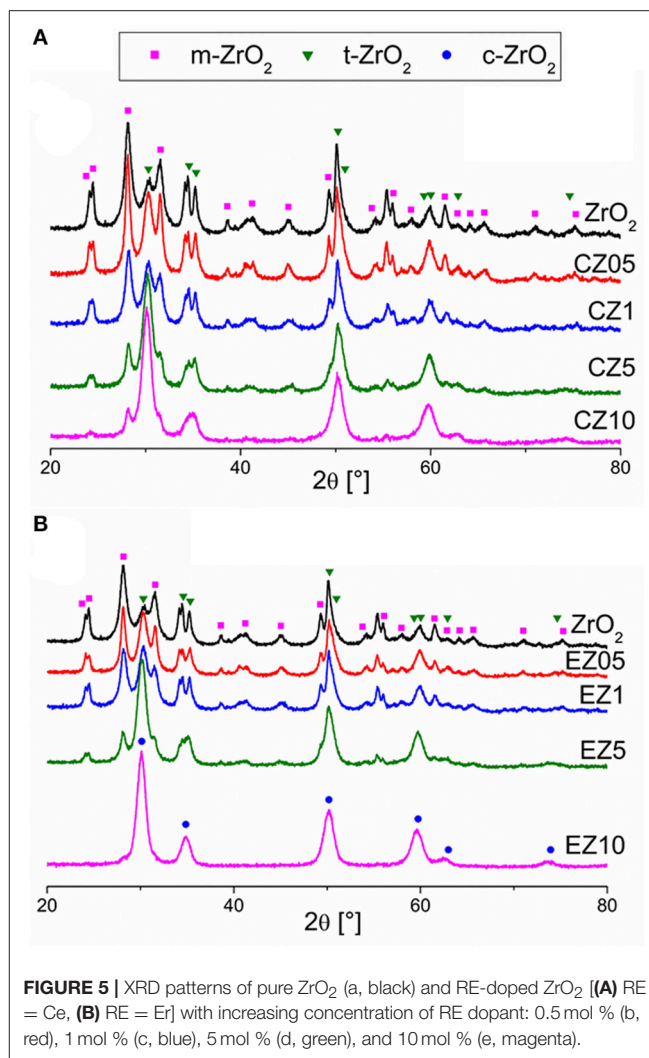 A
m-ZrO₂ t-ZrO₂ c-ZrO₂
ZrO₂
CZ05
CZ1
CZ5
CZ10
20 40 60 80
2θ [°]
B
ZrO₂
EZ05
EZ1
EZ5
EZ10
20 40 60 80
2θ [°]
FIGURE 5 | XRD patterns of pure ZrO₂ (a, black) and RE-doped ZrO₂ [(A) RE
= Ce, (B) RE = Er] with increasing concentration of RE dopant: 0.5 mol % (b,
red), 1 mol % (c, blue), 5 mol % (d, green), and 10 mol % (e, magenta).